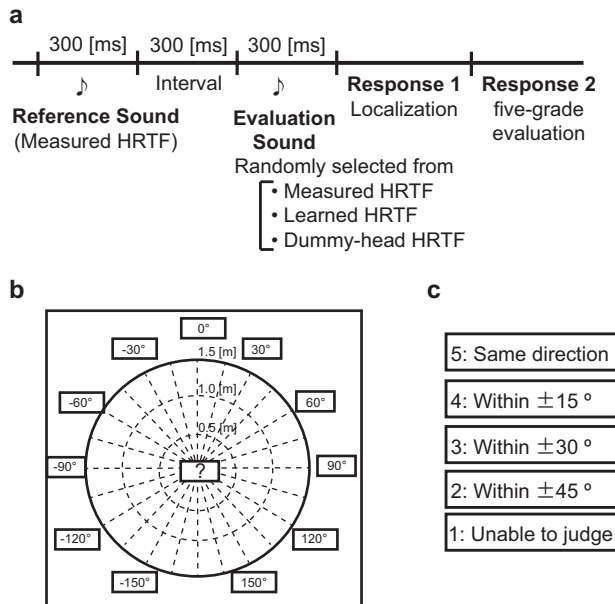 a
300 [ms] 300 [ms] 300 [ms]
Interval
Response 1
Localization
Response 2
five-grade
evaluation
Reference Sound
(Measured HRTF)
Evaluation
Sound
Randomly selected from
• Measured HRTF
• Learned HRTF
• Dummy-head HRTF
b
0°
-30° 30°
1.5 [m]
-60° 60°
1.0 [m]
0.5 [m]
-90° ? 90°
-120° 120°
-150° 150°
c
5: Same direction
4: Within ±15 º
3: Within ±30 º
2: Within ±45 º
1: Unable to judge